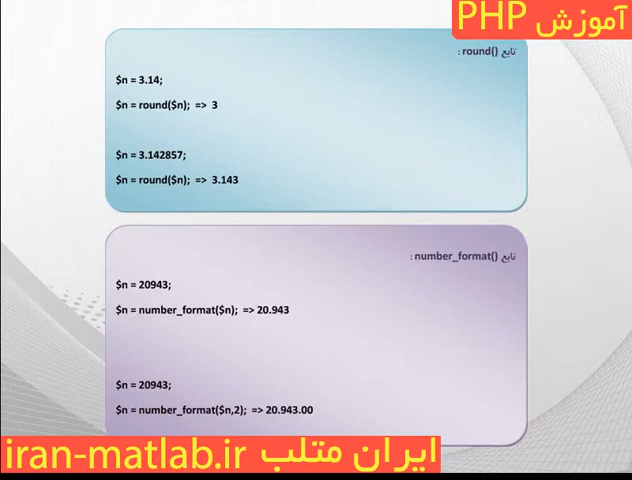 آموزش PHP
تابع round() :
$n = 3.14;
$n = round($n); => 3
$n = 3.142857;
$n = round($n); => 3.143
تابع number_format() :
$n = 20943;
$n = number_format($n); => 20.943
$n = 20943;
$n = number_format($n,2); => 20.943.00
ایران متلب iran-matlab.ir